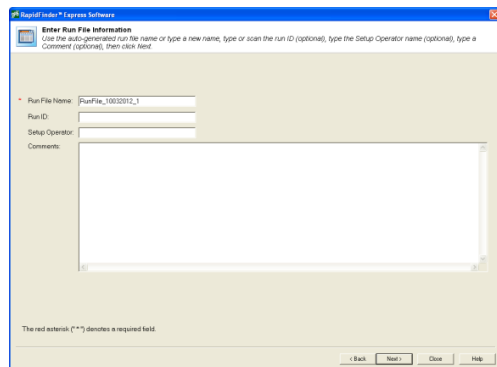 RapidFinder™ Express Software
Enter Run File Information
Use the auto-generated run file name or type a new name, type or scan the run ID (optional), type the Setup Operator name (optional), type a
Comment (optional), then click Next.
* Run File Name: RunFile_10032012_1
Run ID:
Setup Operator:
Comments:
The red asterisk ("*") denotes a required field.
< Back Next > Close Help